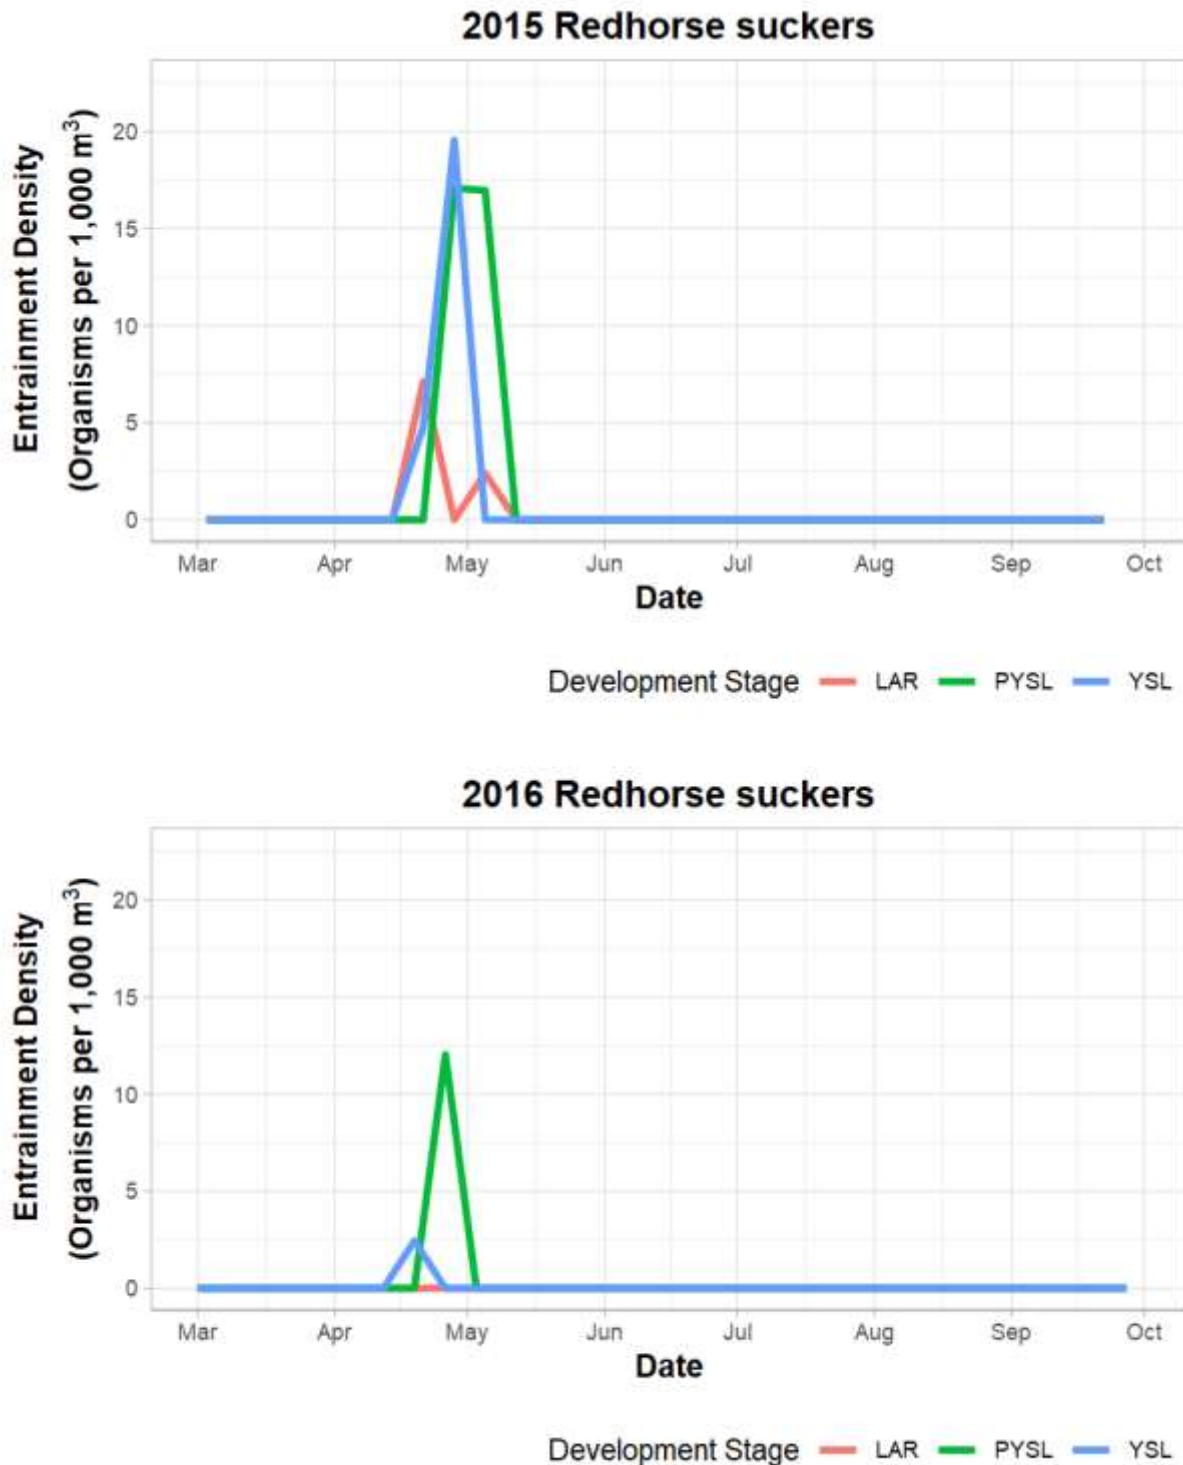 2015 Redhorse suckers
Entrainment Density
(Organisms per 1,000 m³)
20
15
10
5
0
Mar Apr May Jun Jul Aug Sep Oct
Date
Development Stage LAR PYSL YSL
2016 Redhorse suckers
Entrainment Density
(Organisms per 1,000 m³)
20
15
10
5
0
Mar Apr May Jun Jul Aug Sep Oct
Date
Development Stage LAR PYSL YSL